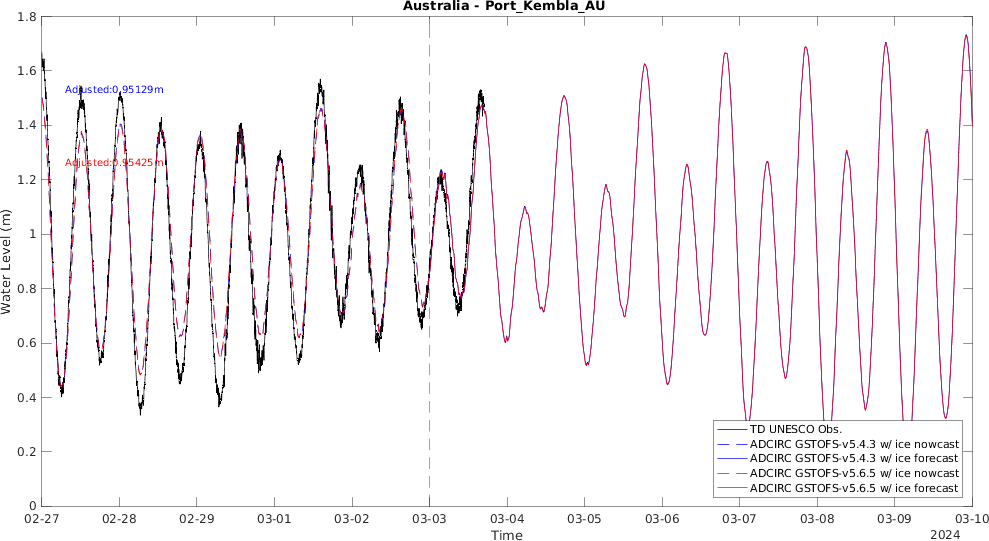 Australia - Port_Kembla_AU
Water Level (m)
1.8
1.6
1.4
1.2
1
0.8
0.6
0.4
0.2
0
Adjusted:0.95129m
Adjusted:0.95425m
TD UNESCO Obs.
ADCIRC GSTOFS-v5.4.3 w/ ice nowcast
ADCIRC GSTOFS-v5.4.3 w/ ice forecast
ADCIRC GSTOFS-v5.6.5 w/ ice nowcast
ADCIRC GSTOFS-v5.6.5 w/ ice forecast
02-27 02-28 02-29 03-01 03-02 03-03 03-04 03-05 03-06 03-07 03-08 03-09 03-10
Time
2024